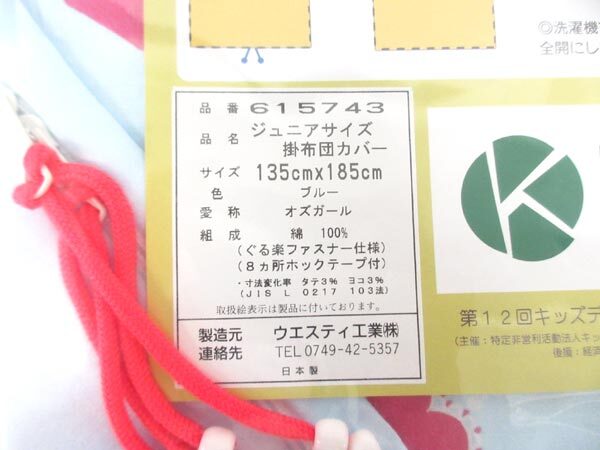 ◎洗濯機
全開にし
品番 615743
品名 ジュニアサイズ
掛布団カバー
サイズ 135cm×185cm
色 ブルー
愛称 オズガール
組成 綿 100%
(ぐる楽ファスナー仕様)
(8ヵ所ホックテープ付)
・寸法変化率 タテ3% ヨコ3%
(JIS L 0217 103法)
取扱絵表示は製品に付いております。
製造元 ウエスティ工業㈱
連絡先 TEL0749-42-5357
日本製
K
第12回キッズデ
(主催:特定非営利活動法人キッ
後援:経済